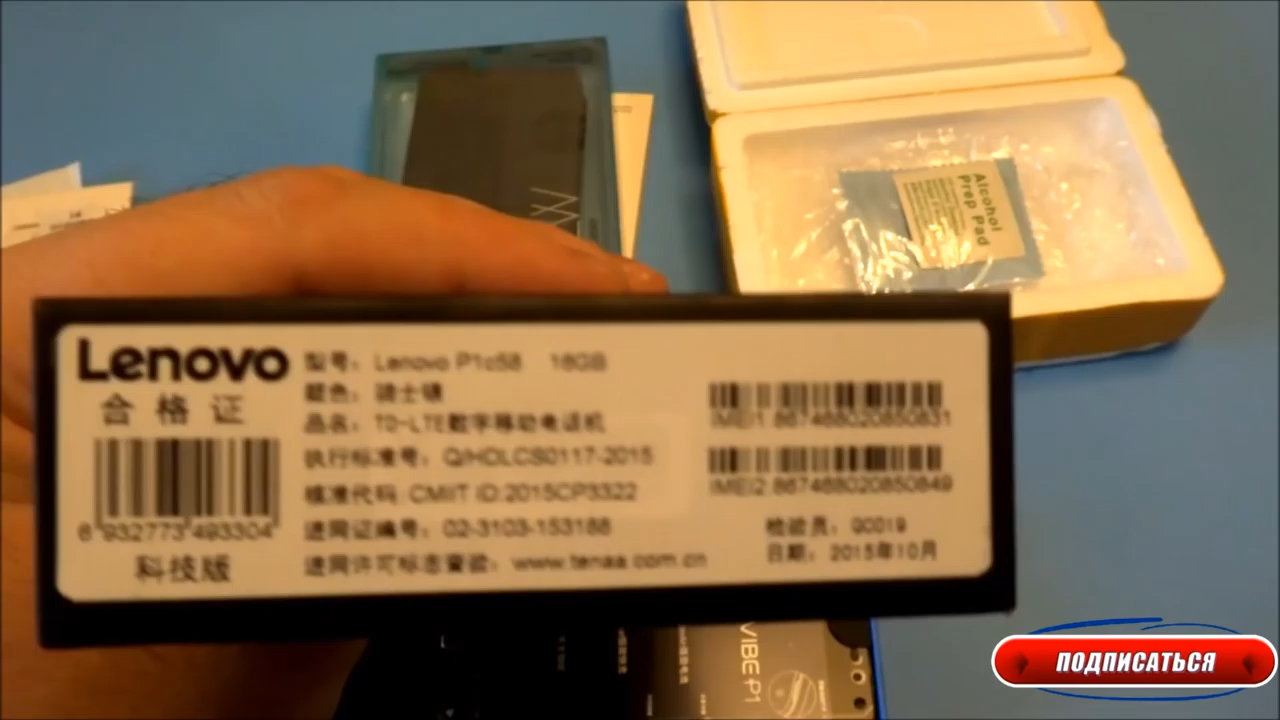 Alcohol
Prep Pad
Lenovo
合格证
6 932773 493304
科技版
型号: Lenovo P1c58 16GB
颜色: 骑士银
品名: TD-LTE数字移动电话机
执行标准号: Q/HDLCS0117-2015
核准代码: CMIIT ID:2015CP3322
进网证编号: 02-3103-153188
进网许可标志查验: www.tenaa.com.cn
IMEI1 867468020850831
IMEI2 867468020850849
检验员: QC019
日期: 2015年10月
VIBE P1
ПОДПИСАТЬСЯ